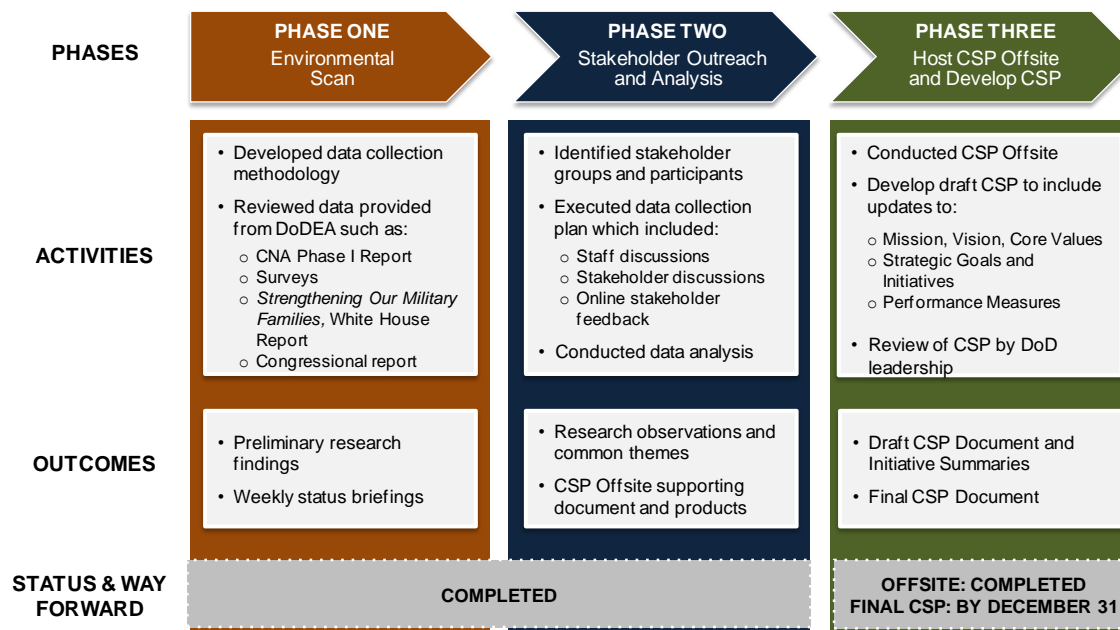 PHASES
PHASE ONE
Environmental
Scan
PHASE TWO
Stakeholder Outreach
and Analysis
PHASE THREE
Host CSP Offsite
and Develop CSP
ACTIVITIES
• Developed data collection
methodology
• Reviewed data provided
from DoDEA such as:
o CNA Phase I Report
o Surveys
o Strengthening Our Military
Families, White House
Report
o Congressional report
• Identified stakeholder
groups and participants
• Executed data collection
plan which included:
o Staff discussions
o Stakeholder discussions
o Online stakeholder
feedback
• Conducted data analysis
• Conducted CSP Offsite
• Develop draft CSP to include
updates to:
o Mission, Vision, Core Values
o Strategic Goals and
Initiatives
o Performance Measures
• Review of CSP by DoD
leadership
OUTCOMES
• Preliminary research
findings
• Weekly status briefings
• Research observations and
common themes
• CSP Offsite supporting
document and products
• Draft CSP Document and
Initiative Summaries
• Final CSP Document
STATUS & WAY
FORWARD
COMPLETED
OFFSITE: COMPLETED
FINAL CSP: BY DECEMBER 31